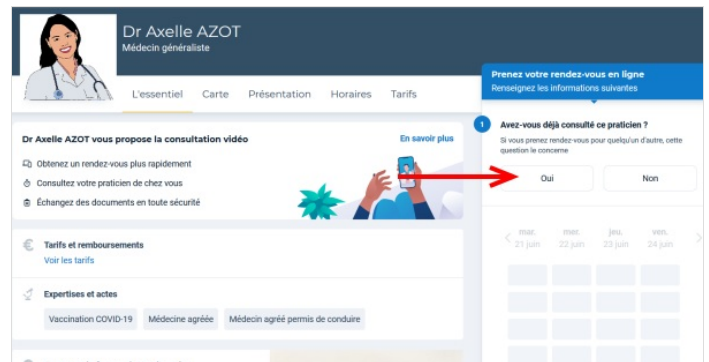 Dr Axelle AZOT
Médecin généraliste
L'essentiel Carte Présentation Horaires Tarifs
Prenez votre rendez-vous en ligne
Renseignez les informations suivantes
Dr Axelle AZOT vous propose la consultation vidéo
En savoir plus
Obtenez un rendez-vous plus rapidement
Consultez votre praticien de chez vous
Échangez des documents en toute sécurité
1 Avez-vous déjà consulté ce praticien ?
Si vous prenez rendez-vous pour quelqu'un d'autre, cette
question le concerne
Oui Non
mar. mer. jeu. ven.
21 juin 22 juin 23 juin 24 juin
€ Tarifs et remboursements
Voir les tarifs
Expertises et actes
Vaccination COVID-19 Médecine agréée Médecin agréé permis de conduire